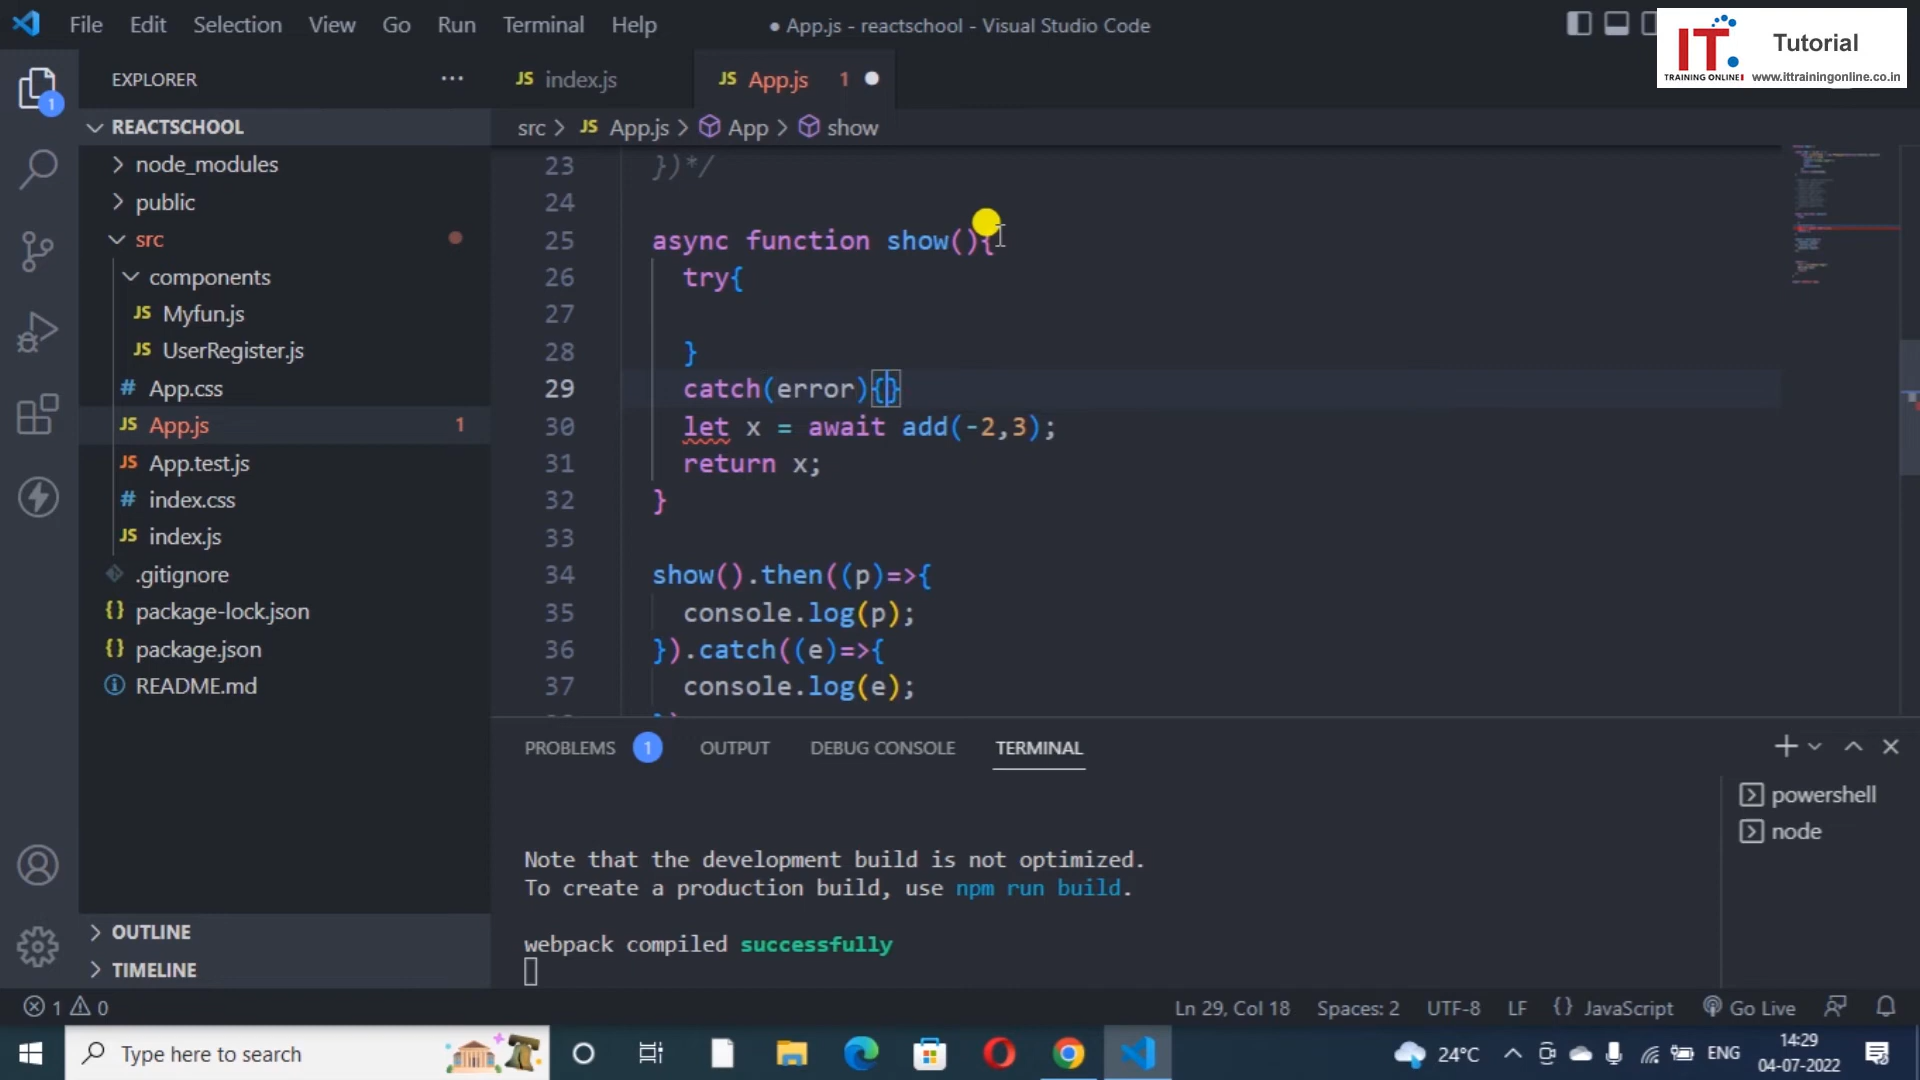 File Edit Selection View Go Run Terminal Help
● App.js - reactschool - Visual Studio Code
IT. Tutorial
TRAINING ONLINE www.ittrainingonline.co.in
EXPLORER ...
JS index.js
JS App.js 1
1
REACTSCHOOL
node_modules
public
src
components
JS Myfun.js
JS UserRegister.js
# App.css
JS App.js 1
JS App.test.js
# index.css
JS index.js
.gitignore
{} package-lock.json
{} package.json
README.md
OUTLINE
TIMELINE
src > JS App.js > App > show
23 })*/
24
25 async function show(){
26 try{
27
28 }
29 catch(error){}
30 let x = await add(-2,3);
31 return x;
32 }
33
34 show().then((p)=>{
35 console.log(p);
36 }).catch((e)=>{
37 console.log(e);
PROBLEMS 1 OUTPUT DEBUG CONSOLE TERMINAL
powershell
node
Note that the development build is not optimized.
To create a production build, use npm run build.
webpack compiled successfully
1 0
Ln 29, Col 18 Spaces: 2 UTF-8 LF {} JavaScript Go Live
Type here to search
24°C
ENG
14:29
04-07-2022